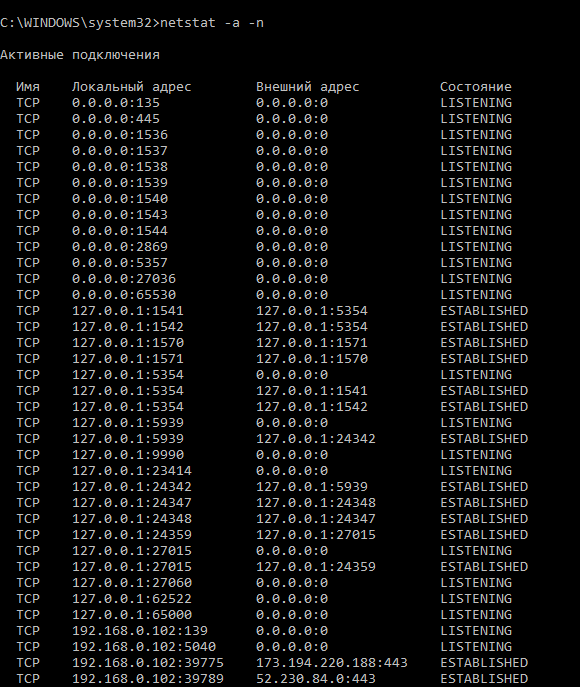 C:\WINDOWS\system32>netstat -a -n
Активные подключения
Имя Локальный адрес Внешний адрес Состояние
TCP 0.0.0.0:135 0.0.0.0:0 LISTENING
TCP 0.0.0.0:445 0.0.0.0:0 LISTENING
TCP 0.0.0.0:1536 0.0.0.0:0 LISTENING
TCP 0.0.0.0:1537 0.0.0.0:0 LISTENING
TCP 0.0.0.0:1538 0.0.0.0:0 LISTENING
TCP 0.0.0.0:1539 0.0.0.0:0 LISTENING
TCP 0.0.0.0:1540 0.0.0.0:0 LISTENING
TCP 0.0.0.0:1543 0.0.0.0:0 LISTENING
TCP 0.0.0.0:1544 0.0.0.0:0 LISTENING
TCP 0.0.0.0:2869 0.0.0.0:0 LISTENING
TCP 0.0.0.0:5357 0.0.0.0:0 LISTENING
TCP 0.0.0.0:27036 0.0.0.0:0 LISTENING
TCP 0.0.0.0:65530 0.0.0.0:0 LISTENING
TCP 127.0.0.1:1541 127.0.0.1:5354 ESTABLISHED
TCP 127.0.0.1:1542 127.0.0.1:5354 ESTABLISHED
TCP 127.0.0.1:1570 127.0.0.1:1571 ESTABLISHED
TCP 127.0.0.1:1571 127.0.0.1:1570 ESTABLISHED
TCP 127.0.0.1:5354 0.0.0.0:0 LISTENING
TCP 127.0.0.1:5354 127.0.0.1:1541 ESTABLISHED
TCP 127.0.0.1:5354 127.0.0.1:1542 ESTABLISHED
TCP 127.0.0.1:5939 0.0.0.0:0 LISTENING
TCP 127.0.0.1:5939 127.0.0.1:24342 ESTABLISHED
TCP 127.0.0.1:9990 0.0.0.0:0 LISTENING
TCP 127.0.0.1:23414 0.0.0.0:0 LISTENING
TCP 127.0.0.1:24342 127.0.0.1:5939 ESTABLISHED
TCP 127.0.0.1:24347 127.0.0.1:24348 ESTABLISHED
TCP 127.0.0.1:24348 127.0.0.1:24347 ESTABLISHED
TCP 127.0.0.1:24359 127.0.0.1:27015 ESTABLISHED
TCP 127.0.0.1:27015 0.0.0.0:0 LISTENING
TCP 127.0.0.1:27015 127.0.0.1:24359 ESTABLISHED
TCP 127.0.0.1:27060 0.0.0.0:0 LISTENING
TCP 127.0.0.1:62522 0.0.0.0:0 LISTENING
TCP 127.0.0.1:65000 0.0.0.0:0 LISTENING
TCP 192.168.0.102:139 0.0.0.0:0 LISTENING
TCP 192.168.0.102:5040 0.0.0.0:0 LISTENING
TCP 192.168.0.102:39775 173.194.220.188:443 ESTABLISHED
TCP 192.168.0.102:39789 52.230.84.0:443 ESTABLISHED